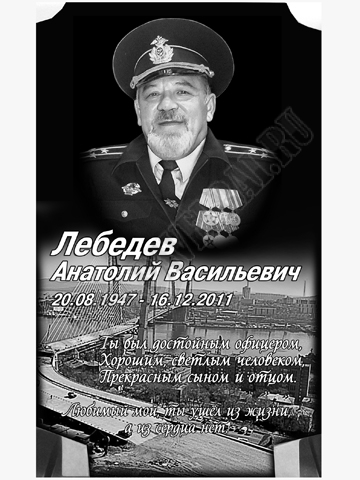 Лебедев
Анатолий Васильевич
20.08.1947 - 16.12.2011
Ты был достойным офицером,
Хорошим светлым человеком,
Прекрасным сыном и отцом.
Любимый мой, ты ушел из жизни,
а из сердца нет!